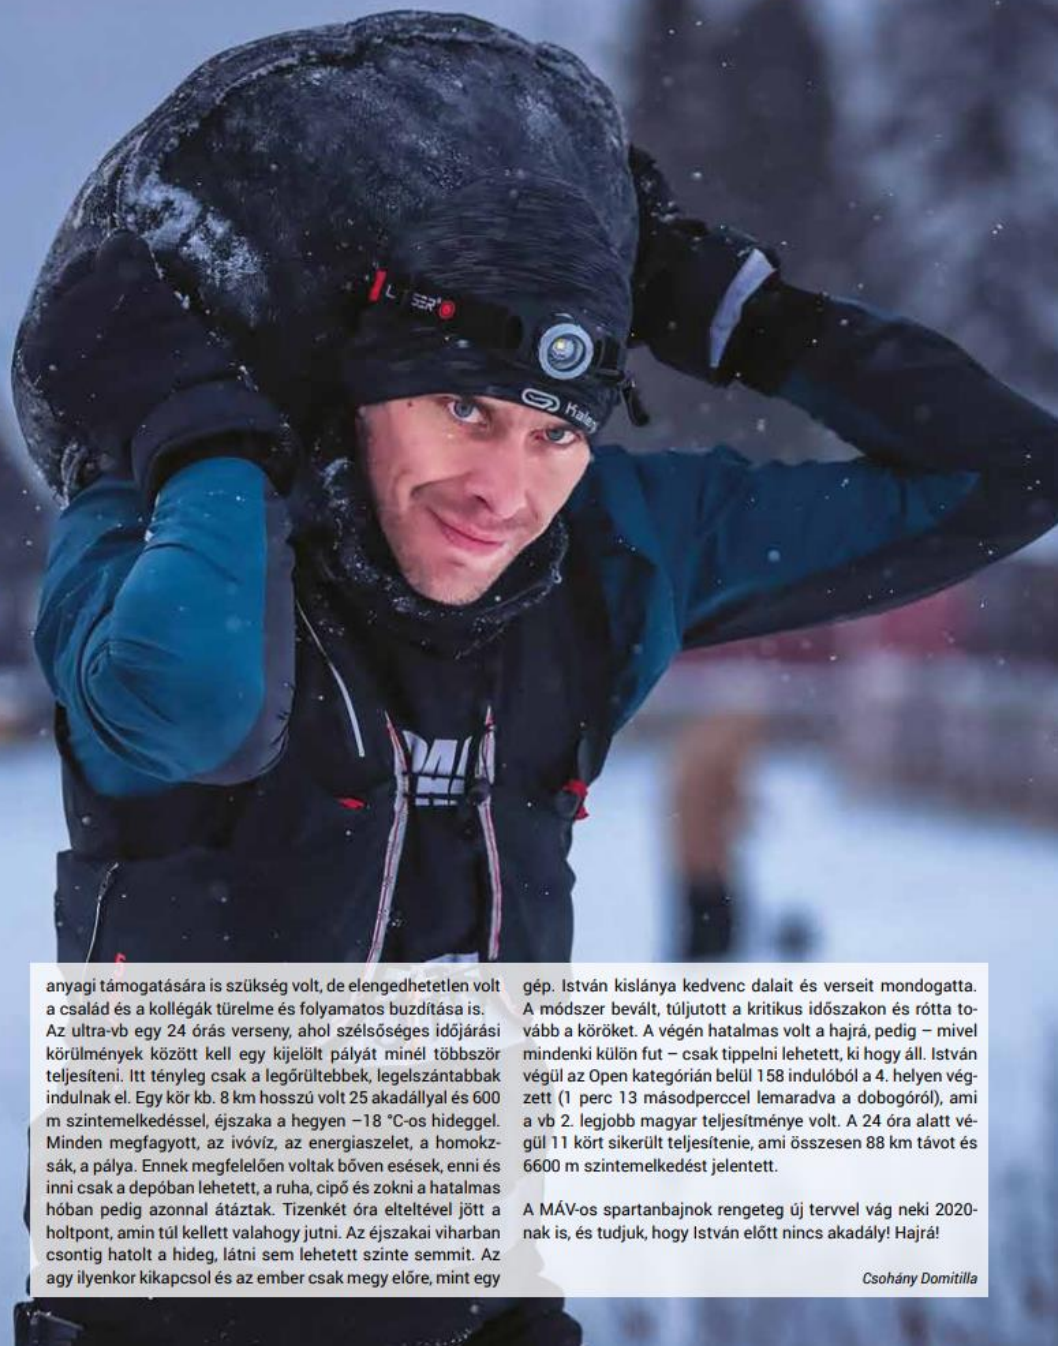 Kalenji
anyagi támogatására is szükség volt, de elengedhetetlen volt
a család és a kollégák türelme és folyamatos buzdítása is.
Az ultra-vb egy 24 órás verseny, ahol szélsőséges időjárási
körülmények között kell egy kijelölt pályát minél többször
teljesíteni. Itt tényleg csak a legőrültebbek, legelszántabbak
indulnak el. Egy kör kb. 8 km hosszú volt 25 akadállyal és 600
m szintemelkedéssel, éjszaka a hegyen –18 °C-os hideggel.
Minden megfagyott, az ivóvíz, az energiaszelet, a homokz-
sák, a pálya. Ennek megfelelően voltak bőven esések, enni és
inni csak a depóban lehetett, a ruha, cipő és zokni a hatalmas
hóban pedig azonnal átáztak. Tizenkét óra elteltével jött a
holtpont, amin túl kellett valahogy jutni. Az éjszakai viharban
csontig hatolt a hideg, látni sem lehetett szinte semmit. Az
agy ilyenkor kikapcsol és az ember csak megy előre, mint egy
gép. István kislánya kedvenc dalait és verseit mondogatta.
A módszer bevált, túljutott a kritikus időszakon és rótta to-
vább a köröket. A végén hatalmas volt a hajrá, pedig – mivel
mindenki külön fut – csak tippelni lehetett, ki hogy áll. István
végül az Open kategórián belül 158 indulóból a 4. helyen vég-
zett (1 perc 13 másodperccel lemaradva a dobogóról), ami
a vb 2. legjobb magyar teljesítménye volt. A 24 óra alatt vé-
gül 11 kört sikerült teljesítenie, ami összesen 88 km távot és
6600 m szintemelkedést jelentett.
A MÁV-os spartanbajnok rengeteg új tervvel vág neki 2020-
nak is, és tudjuk, hogy István előtt nincs akadály! Hajrá!
Csohány Domitilla